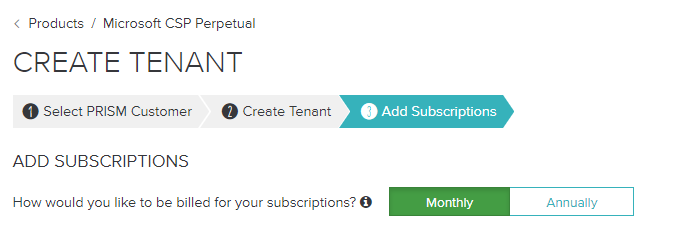 < Products / Microsoft CSP Perpetual
CREATE TENANT
1 Select PRISM Customer 2 Create Tenant 3 Add Subscriptions
ADD SUBSCRIPTIONS
How would you like to be billed for your subscriptions? i Monthly Annually